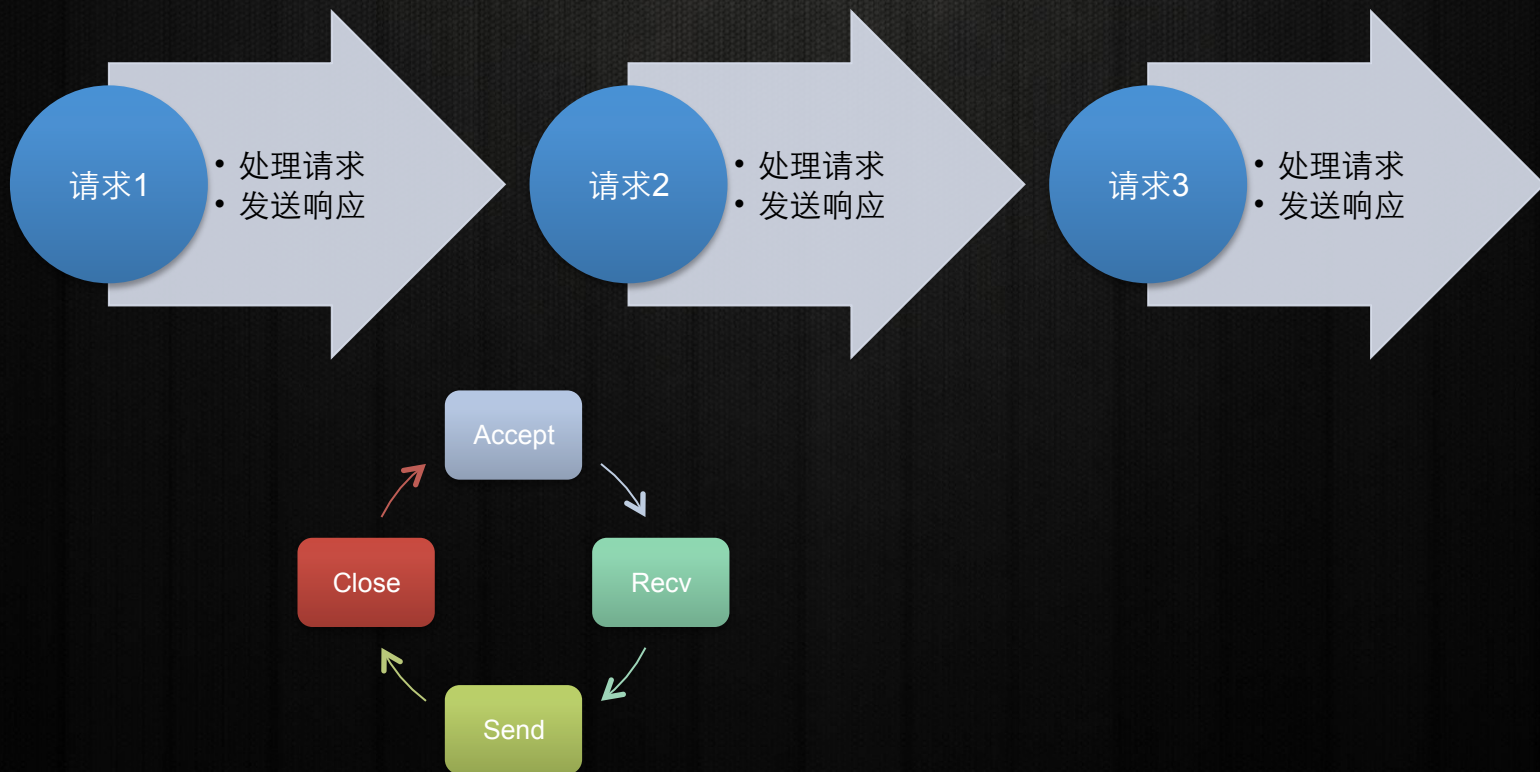 请求1
• 处理请求
• 发送响应
请求2
• 处理请求
• 发送响应
请求3
• 处理请求
• 发送响应
Accept
Close
Recv
Send